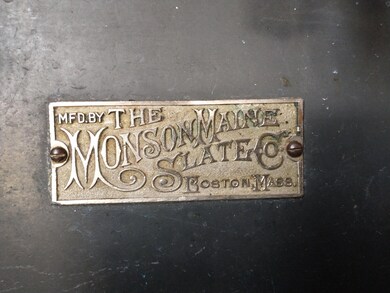 MFD. BY THE
MONSON MAINE
SLATE CO.
BOSTON, MASS.